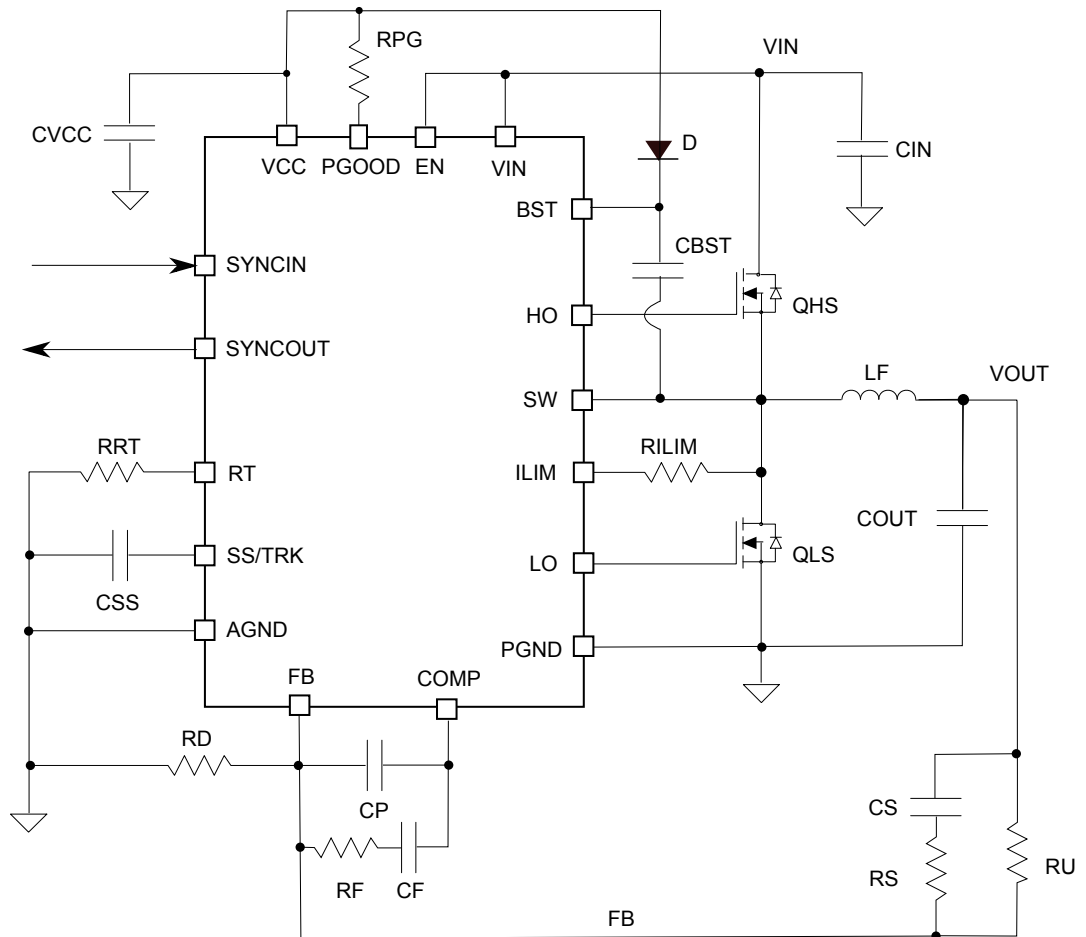 RPG
VIN
CVCC
D
CIN
VCC
PGOOD
EN
VIN
BST
CBST
SYNCIN
HO
QHS
SYNCOUT
LF
VOUT
SW
RRT
RT
ILIM
RILIM
COUT
SS/TRK
LO
QLS
CSS
AGND
PGND
FB
COMP
RD
CP
CS
RS
RU
RF
CF
FB